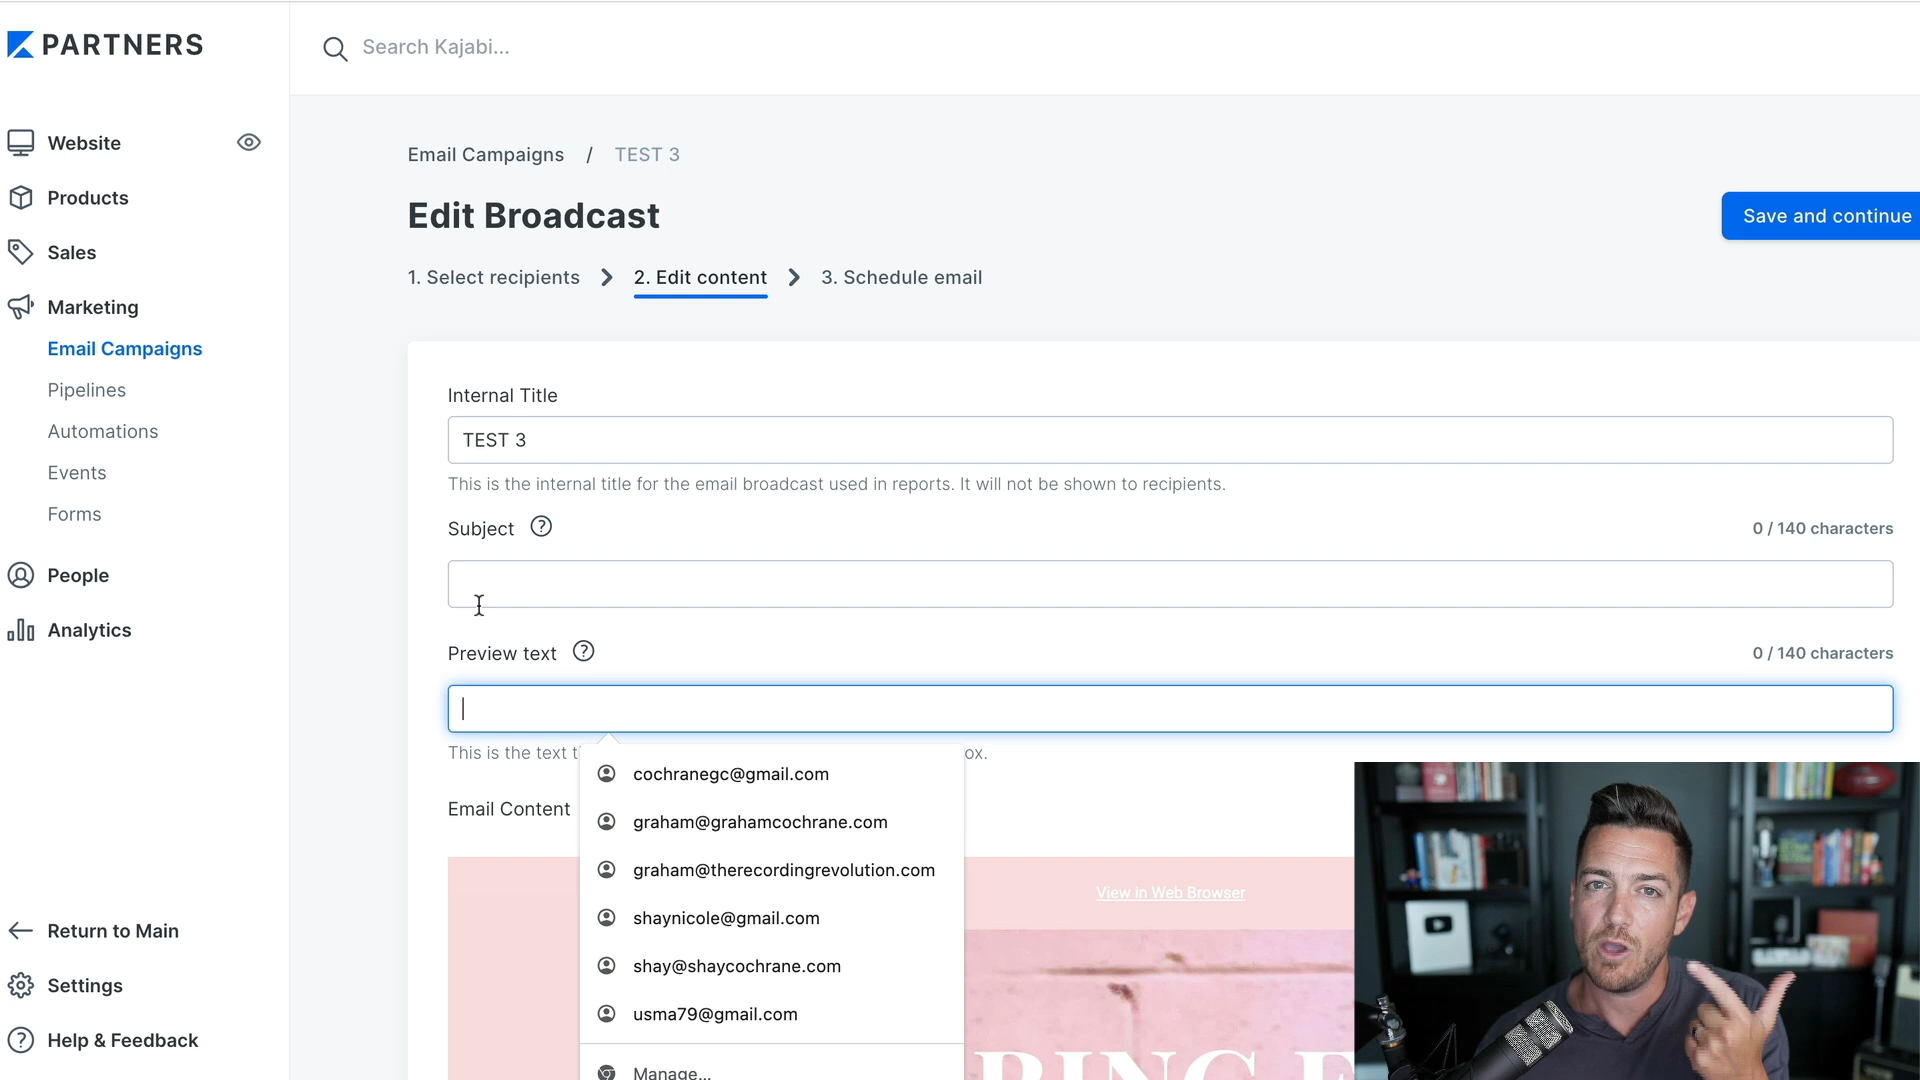 PARTNERS
Search Kajabi...
Website
Products
Sales
Marketing
Email Campaigns
Pipelines
Automations
Events
Forms
People
Analytics
Return to Main
Settings
Help & Feedback
Email Campaigns / TEST 3
Edit Broadcast
Save and continue
1. Select recipients
2. Edit content
3. Schedule email
Internal Title
TEST 3
This is the internal title for the email broadcast used in reports. It will not be shown to recipients.
Subject ?
0 / 140 characters
Preview text ?
0 / 140 characters
This is the text t
ox.
cochranegc@gmail.com
graham@grahamcochrane.com
graham@therecordingrevolution.com
shaynicole@gmail.com
shay@shaycochrane.com
usma79@gmail.com
Manage...
Email Content
View in Web Browser